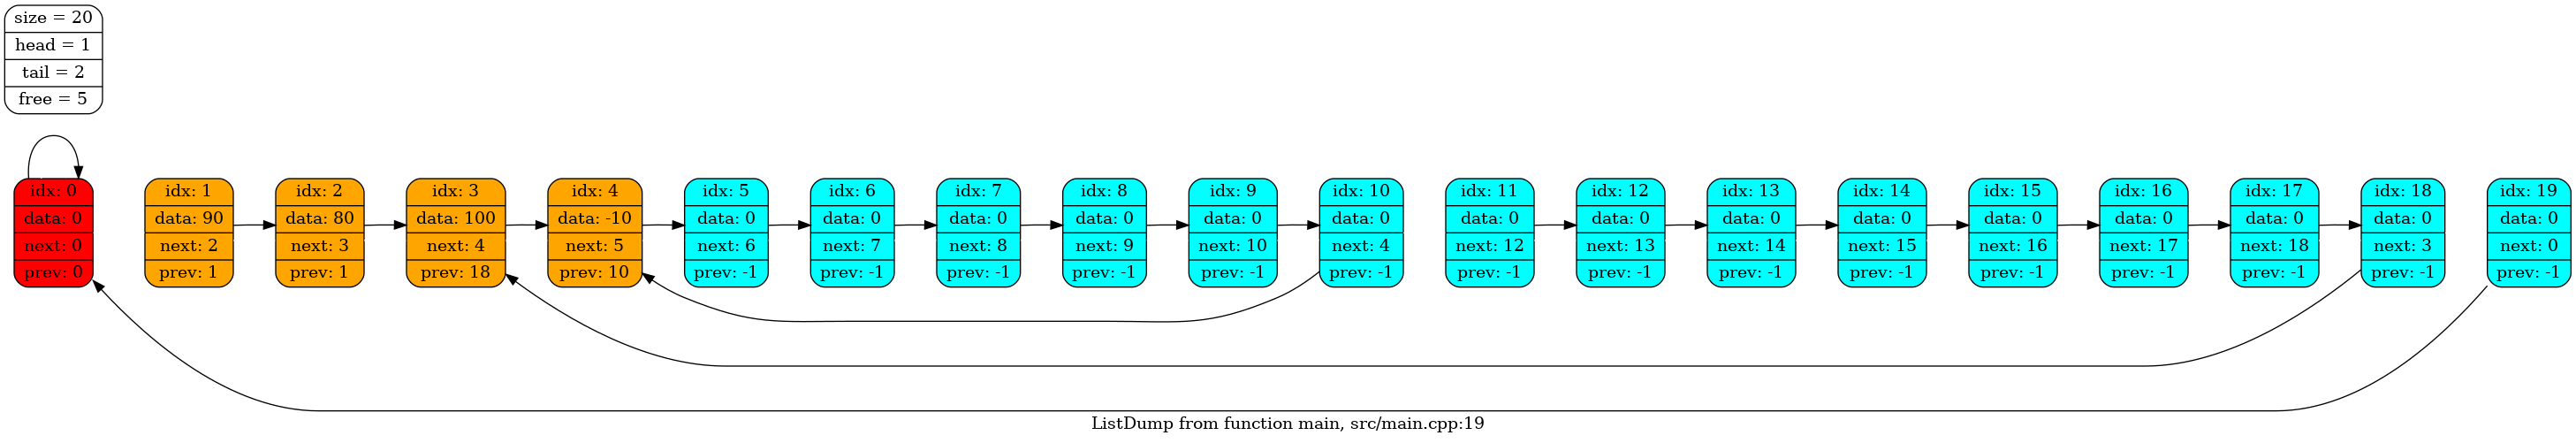 size = 20
head = 1
tail = 2
free = 5
idx: 0
data: 0
next: 0
prev: 0
idx: 1
data: 90
next: 2
prev: 1
idx: 2
data: 80
next: 3
prev: 1
idx: 3
data: 100
next: 4
prev: 18
idx: 4
data: -10
next: 5
prev: 10
idx: 5
data: 0
next: 6
prev: -1
idx: 6
data: 0
next: 7
prev: -1
idx: 7
data: 0
next: 8
prev: -1
idx: 8
data: 0
next: 9
prev: -1
idx: 9
data: 0
next: 10
prev: -1
idx: 10
data: 0
next: 4
prev: -1
idx: 11
data: 0
next: 12
prev: -1
idx: 12
data: 0
next: 13
prev: -1
idx: 13
data: 0
next: 14
prev: -1
idx: 14
data: 0
next: 15
prev: -1
idx: 15
data: 0
next: 16
prev: -1
idx: 16
data: 0
next: 17
prev: -1
idx: 17
data: 0
next: 18
prev: -1
idx: 18
data: 0
next: 3
prev: -1
idx: 19
data: 0
next: 0
prev: -1
ListDump from function main, src/main.cpp:19